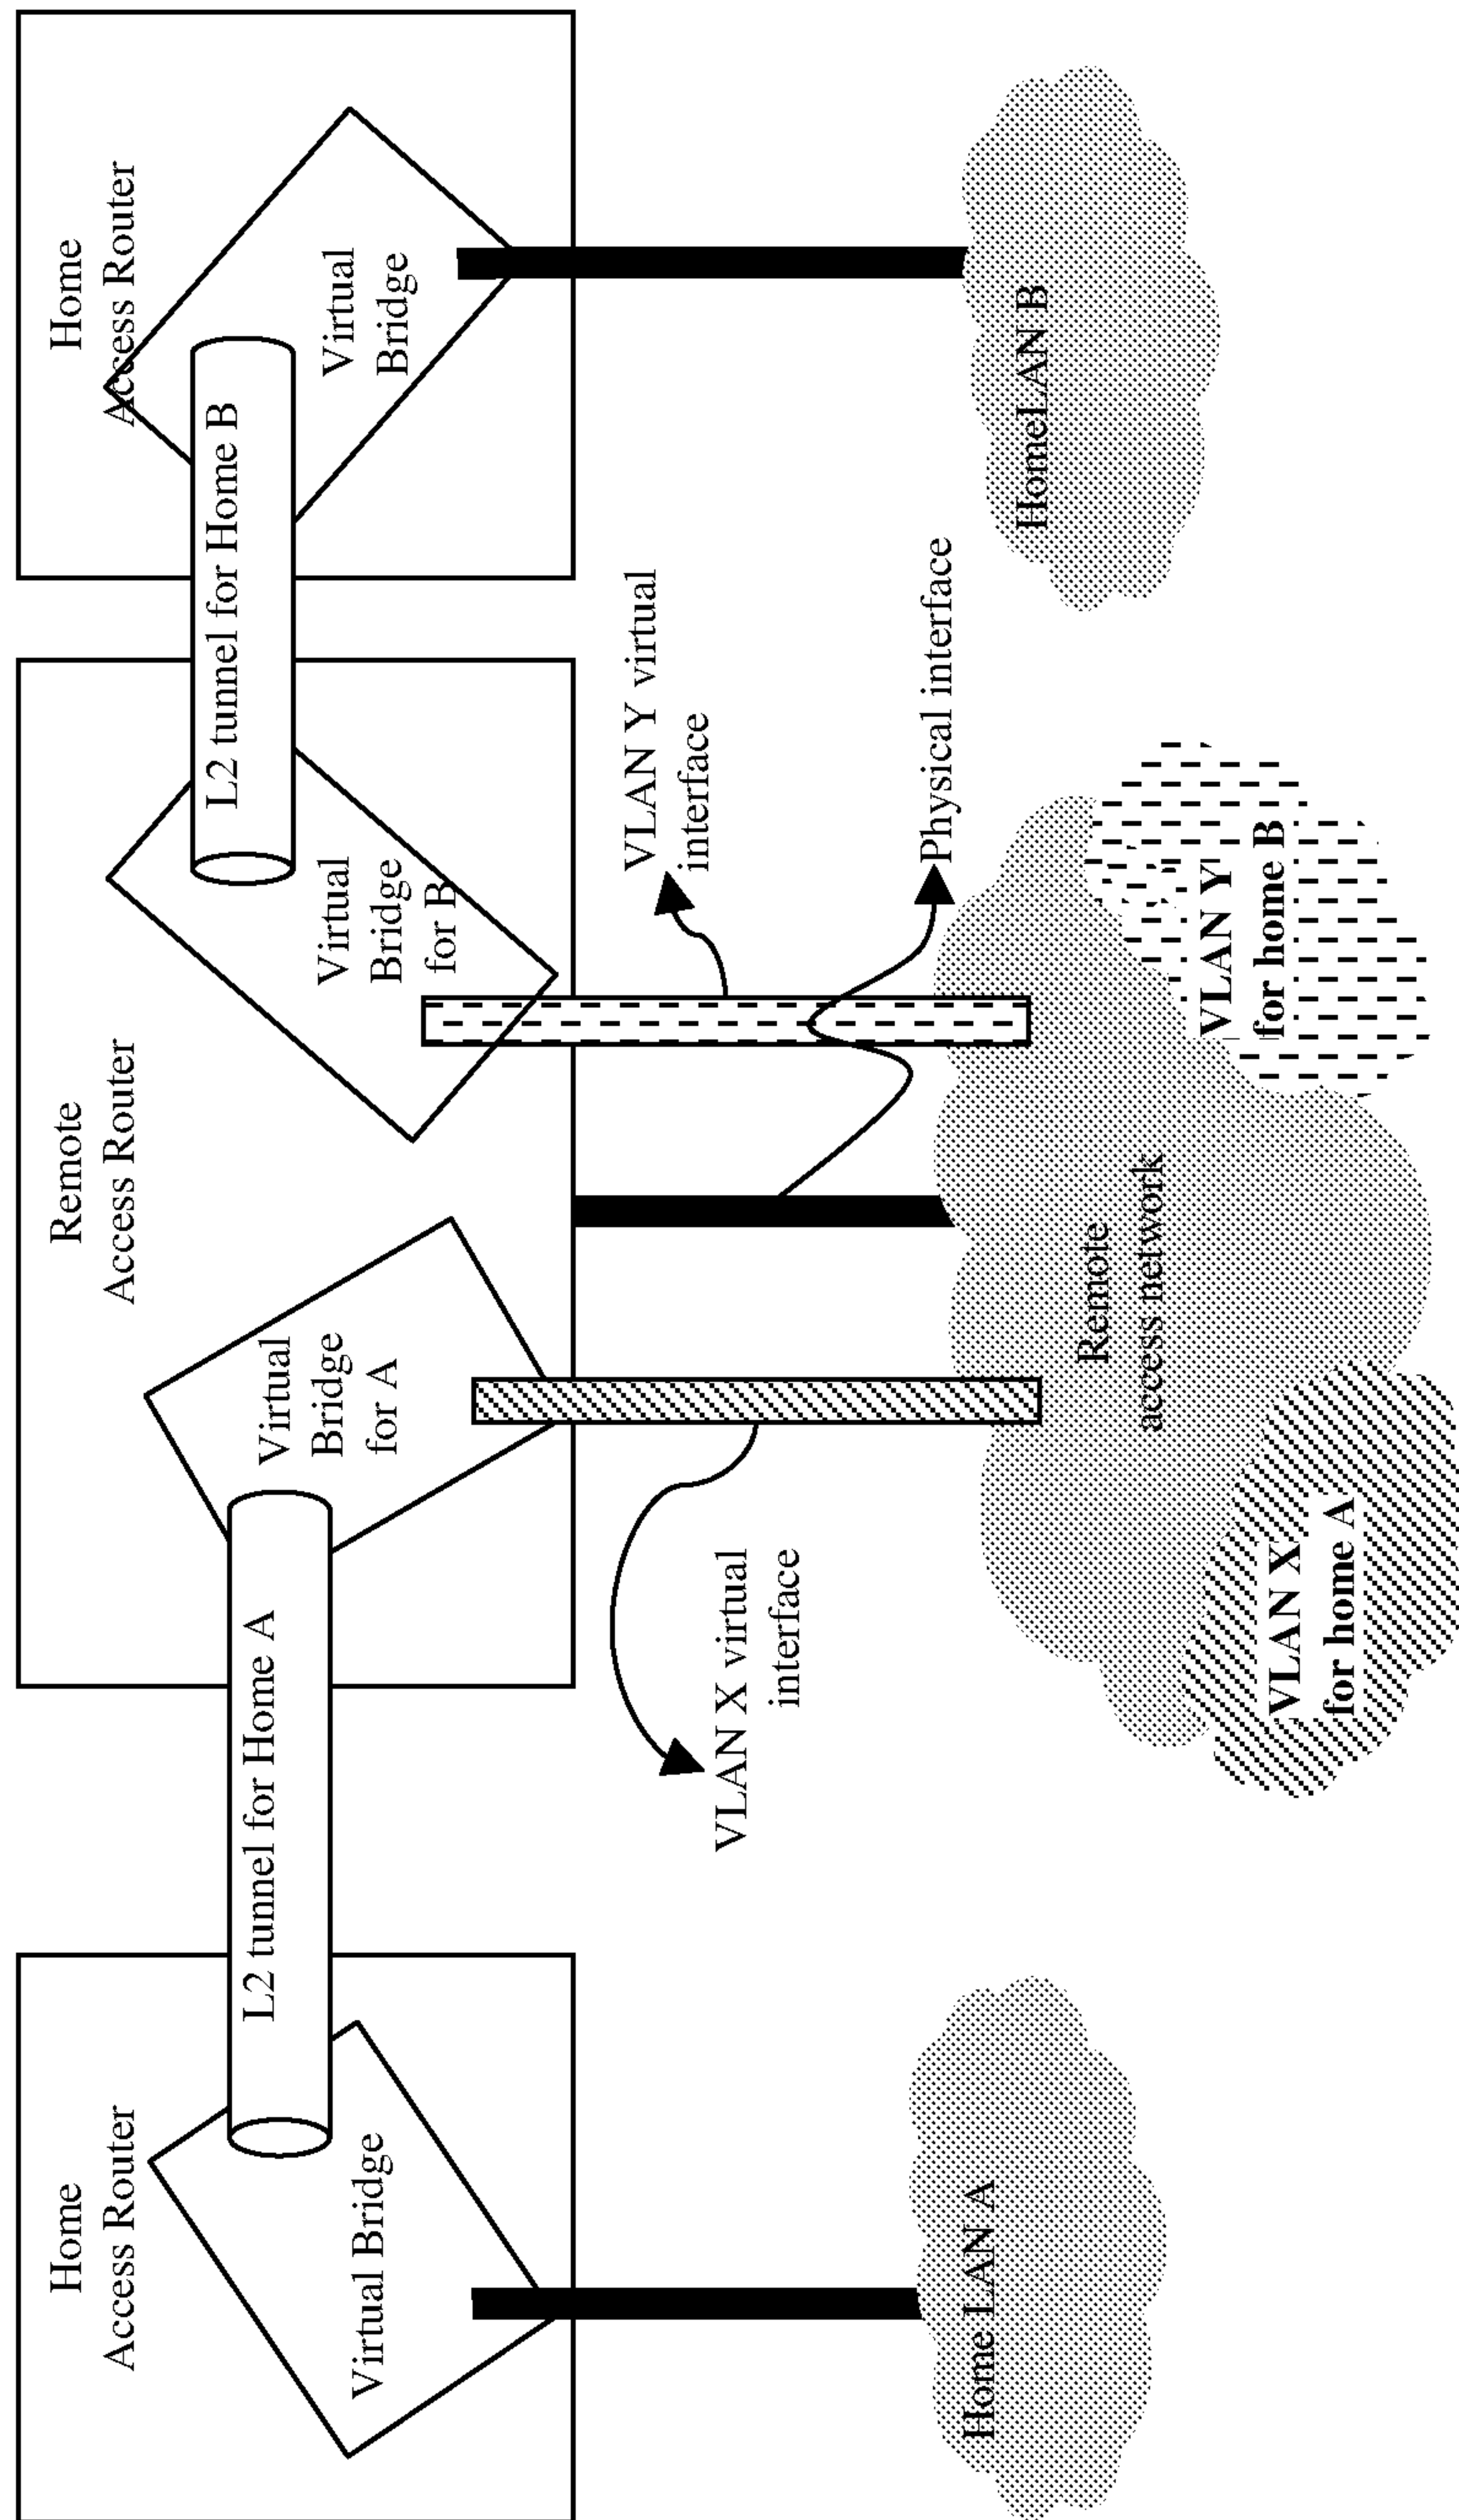 Home
Access Router
Virtual Bridge
L2 tunnel for Home A
Home LAN A
Remote
Access Router
Virtual
Bridge
for A
Virtual
Bridge
for B
VLAN X virtual
interface
VLAN Y virtual
interface
Physical interface
Remote
access network
VLAN X
for home A
VLAN Y
for home B
L2 tunnel for Home B
Home
Access Router
Virtual
Bridge
HomeLAN B